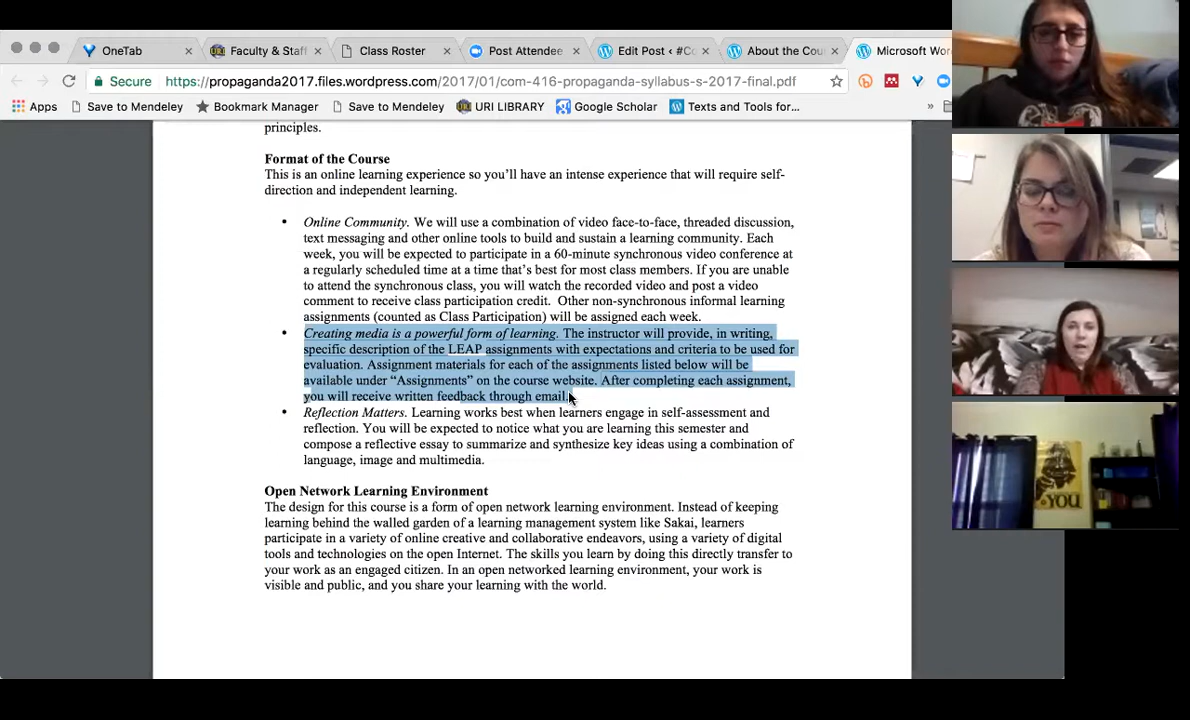 OneTab
Faculty & Staf
Class Roster
Post Attendee
Edit Post ‹ #Co
About the Cou
Microsoft Wor
Secure
https://propaganda2017.files.wordpress.com/2017/01/com-416-propaganda-syllabus-s-2017-final.pdf
Apps
Save to Mendeley
Bookmark Manager
Save to Mendeley
URI LIBRARY
Google Scholar
Texts and Tools for...
»
principles.
Format of the Course
This is an online learning experience so you'll have an intense experience that will require self-
direction and independent learning.
• Online Community. We will use a combination of video face-to-face, threaded discussion,
text messaging and other online tools to build and sustain a learning community. Each
week, you will be expected to participate in a 60-minute synchronous video conference at
a regularly scheduled time at a time that's best for most class members. If you are unable
to attend the synchronous class, you will watch the recorded video and post a video
comment to receive class participation credit. Other non-synchronous informal learning
assignments (counted as Class Participation) will be assigned each week.
• Creating media is a powerful form of learning. The instructor will provide, in writing,
specific description of the LEAP assignments with expectations and criteria to be used for
evaluation. Assignment materials for each of the assignments listed below will be
available under “Assignments” on the course website. After completing each assignment,
you will receive written feedback through email.
• Reflection Matters. Learning works best when learners engage in self-assessment and
reflection. You will be expected to notice what you are learning this semester and
compose a reflective essay to summarize and synthesize key ideas using a combination of
language, image and multimedia.
Open Network Learning Environment
The design for this course is a form of open network learning environment. Instead of keeping
learning behind the walled garden of a learning management system like Sakai, learners
participate in a variety of online creative and collaborative endeavors, using a variety of digital
tools and technologies on the open Internet. The skills you learn by doing this directly transfer to
your work as an engaged citizen. In an open networked learning environment, your work is
visible and public, and you share your learning with the world.
YOU